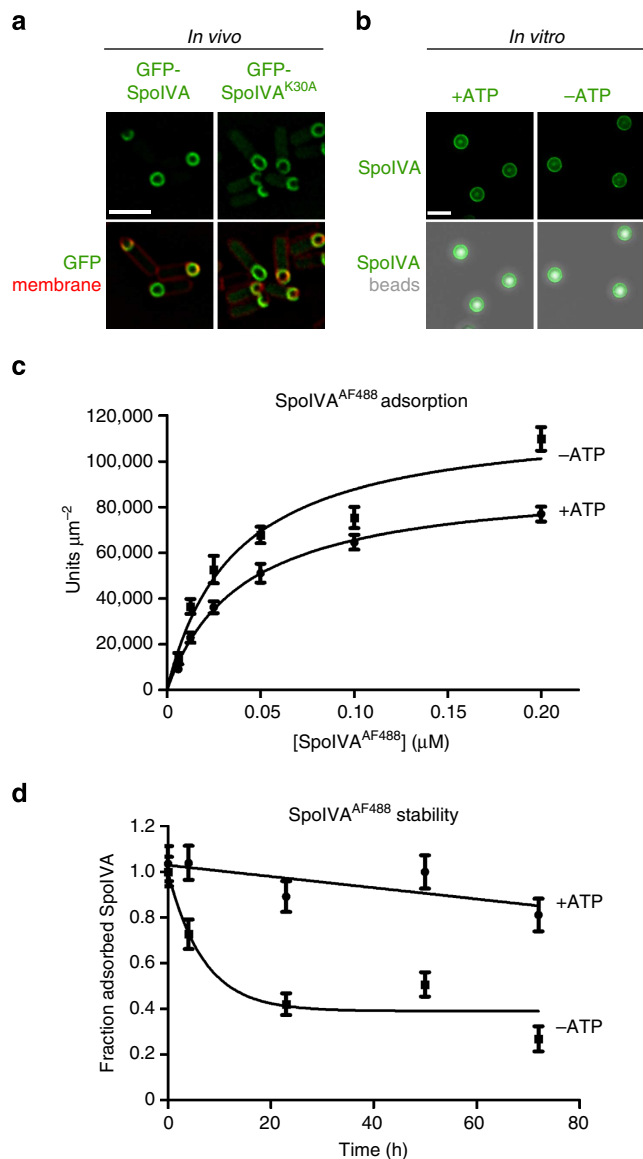 a
In vivo
GFP-
SpoIVA
GFP-
SpoIVA^K30A
GFP
membrane
b
In vitro
+ATP
–ATP
SpoIVA
SpoIVA
beads
c
SpoIVA^AF488 adsorption
120,000
100,000
80,000
60,000
40,000
20,000
0
Units μm⁻²
–ATP
+ATP
0
0.05
0.10
0.15
0.20
[SpoIVA^AF488] (μM)
d
SpoIVA^AF488 stability
1.2
1.0
0.8
0.6
0.4
0.2
0
Fraction adsorbed SpoIVA
+ATP
–ATP
0
20
40
60
80
Time (h)